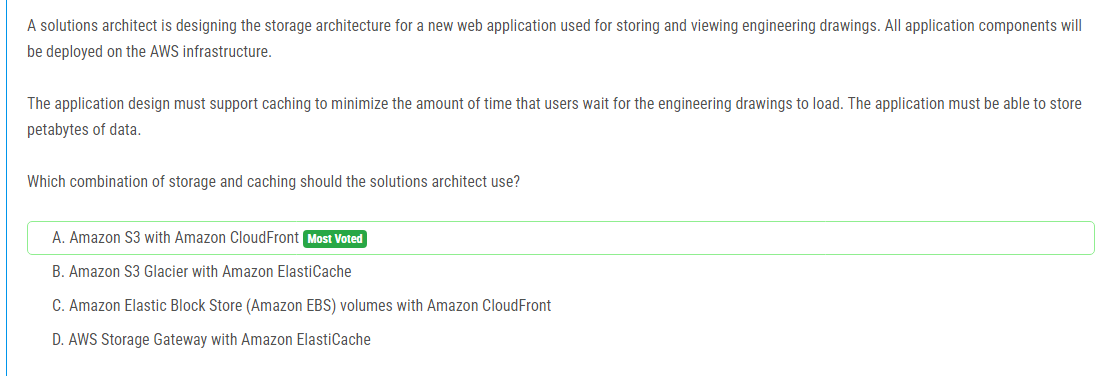 A solutions architect is designing the storage architecture for a new web application used for storing and viewing engineering drawings. All application components will
be deployed on the AWS infrastructure.
The application design must support caching to minimize the amount of time that users wait for the engineering drawings to load. The application must be able to store
petabytes of data.
Which combination of storage and caching should the solutions architect use?
A. Amazon S3 with Amazon CloudFront Most Voted
B. Amazon S3 Glacier with Amazon ElastiCache
C. Amazon Elastic Block Store (Amazon EBS) volumes with Amazon CloudFront
D. AWS Storage Gateway with Amazon ElastiCache